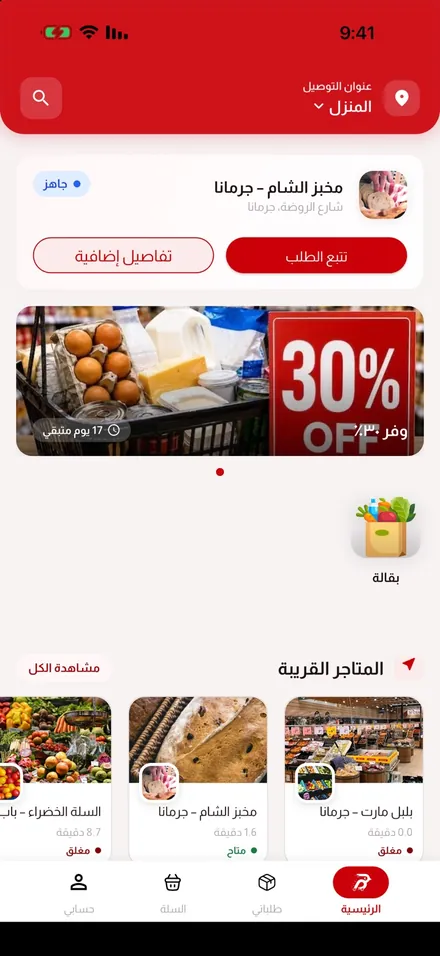 9:41
عنوان التوصيل
المنزل
مخبز الشام – جرمانا
جاهز
شارع الروضة، جرمانا
تتبع الطلب
تفاصيل إضافية
30%
OFF
وفر ٣٠٪
17 يوم متبقي
بقالة
المتاجر القريبة
مشاهدة الكل
بلبل مارت – جرمانا
0.0 دقيقة
مغلق
مخبز الشام – جرمانا
1.6 دقيقة
متاح
السلة الخضراء – باب
8.7 دقيقة
مغلق
الرئيسية
طلباتي
السلة
حسابي